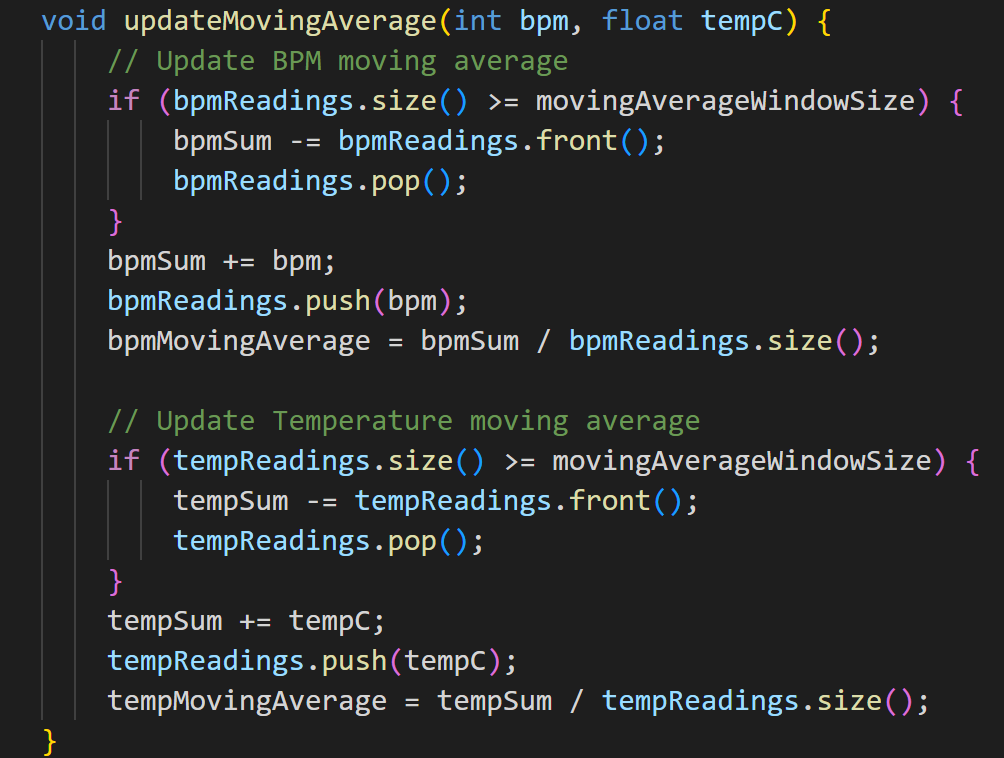 void updateMovingAverage(int bpm, float tempC) {
    // Update BPM moving average
    if (bpmReadings.size() >= movingAverageWindowSize) {
        bpmSum -= bpmReadings.front();
        bpmReadings.pop();
    }
    bpmSum += bpm;
    bpmReadings.push(bpm);
    bpmMovingAverage = bpmSum / bpmReadings.size();

    // Update Temperature moving average
    if (tempReadings.size() >= movingAverageWindowSize) {
        tempSum -= tempReadings.front();
        tempReadings.pop();
    }
    tempSum += tempC;
    tempReadings.push(tempC);
    tempMovingAverage = tempSum / tempReadings.size();
}